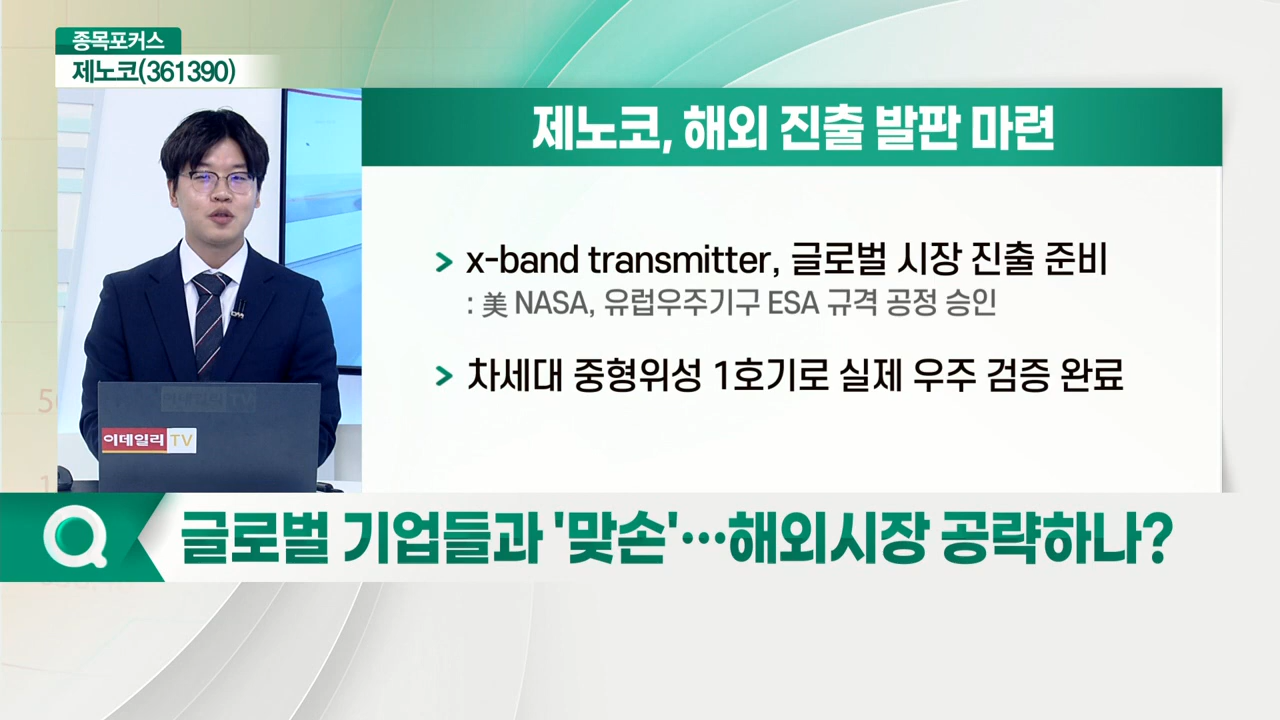 종목포커스
제노코(361390)
제노코, 해외 진출 발판 마련
> x-band transmitter, 글로벌 시장 진출 준비
: 美 NASA, 유럽우주기구 ESA 규격 공정 승인
> 차세대 중형위성 1호기로 실제 우주 검증 완료
이데일리 TV
글로벌 기업들과 '맞손'…해외시장 공략하나?